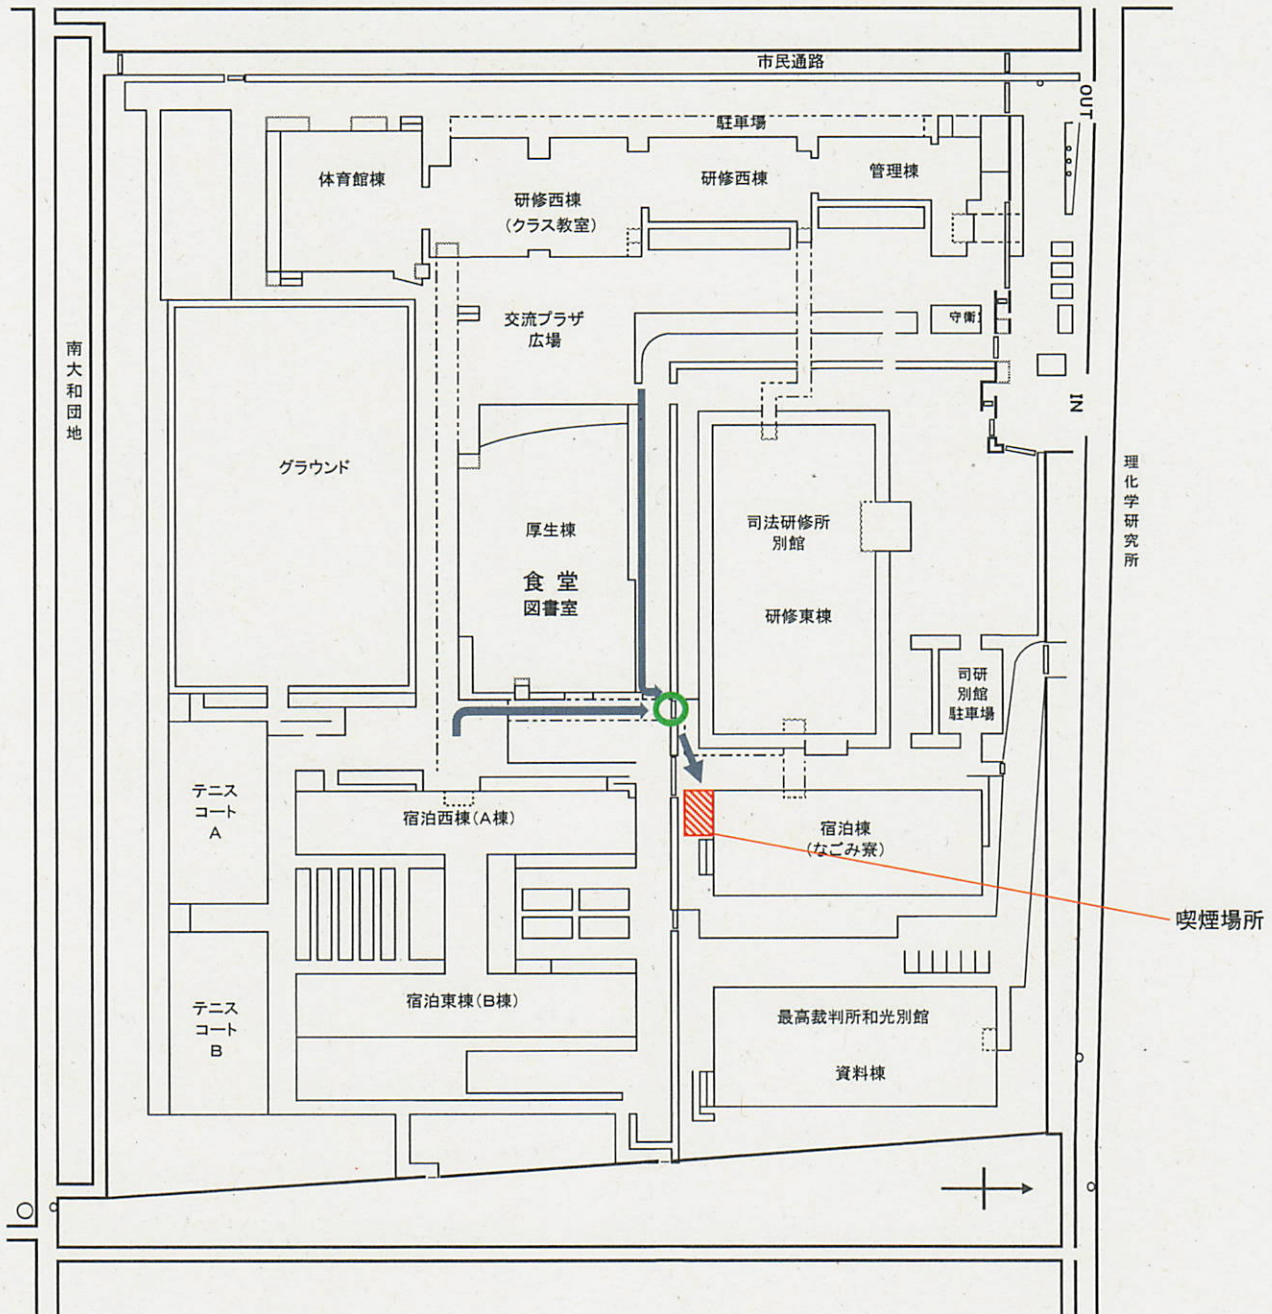 市民通路
OUT
駐車場
体育館棟
研修西棟
(クラス教室)
研修西棟
管理棟
交流プラザ
広場
守衛
南大和団地
IN
グラウンド
厚生棟
食堂
図書室
司法研修所
別館
研修東棟
理化学研究所
司研
別館
駐車場
テニス
コート
A
宿泊西棟(A棟)
宿泊棟
(なごみ寮)
喫煙場所
テニス
コート
B
宿泊東棟(B棟)
最高裁判所和光別館
資料棟